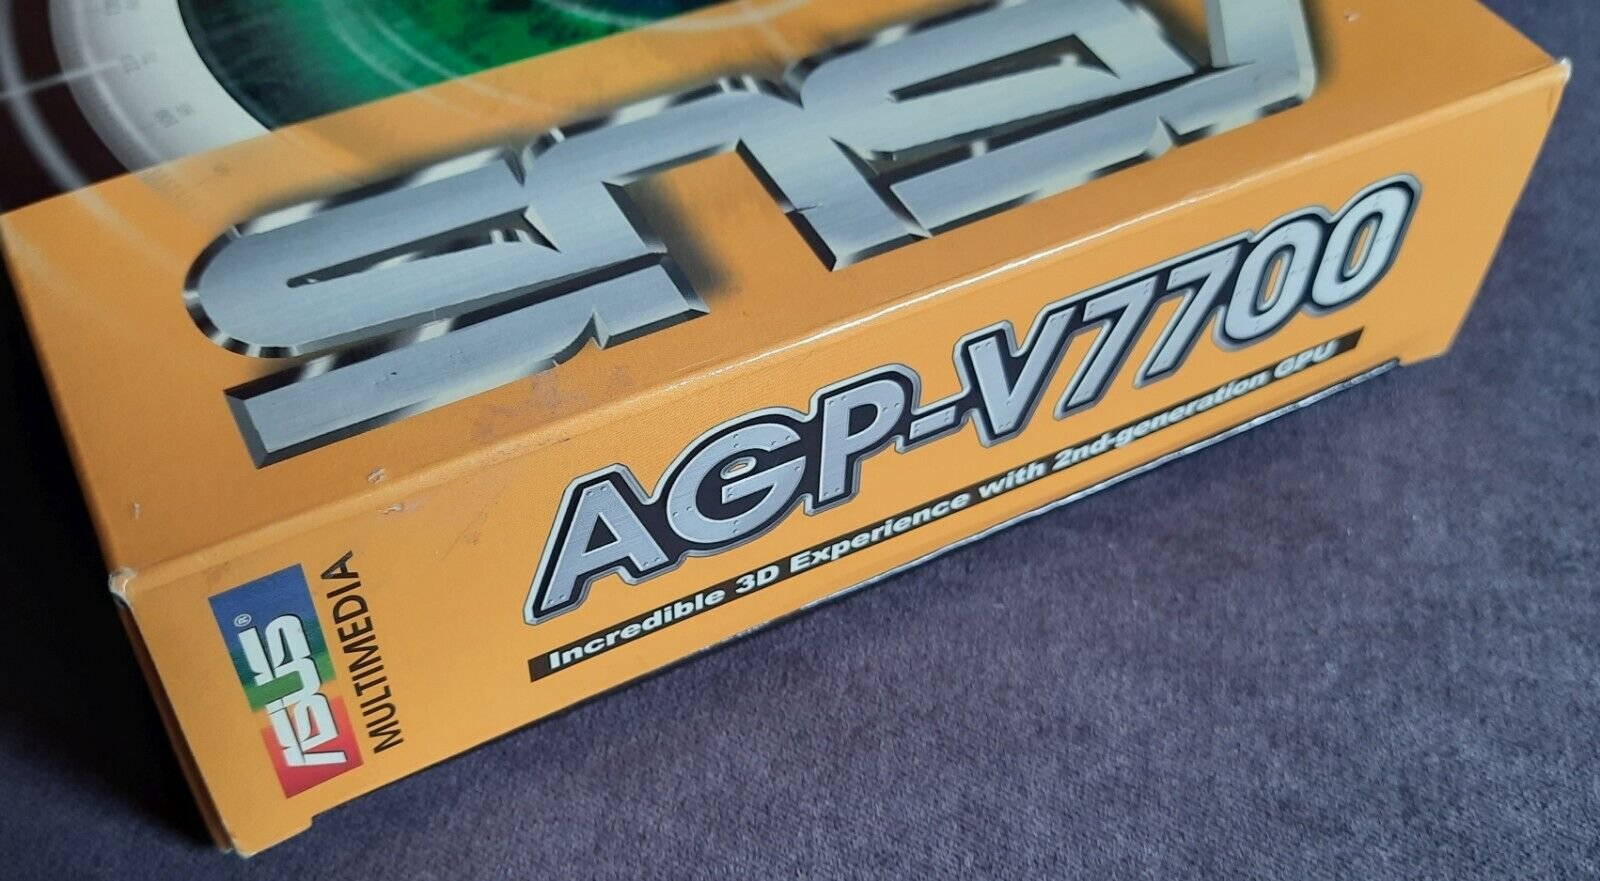 ASUS
AGP-V7700
Incredible 3D Experience with 2nd-generation GPU
ASUS®
MULTIMEDIA